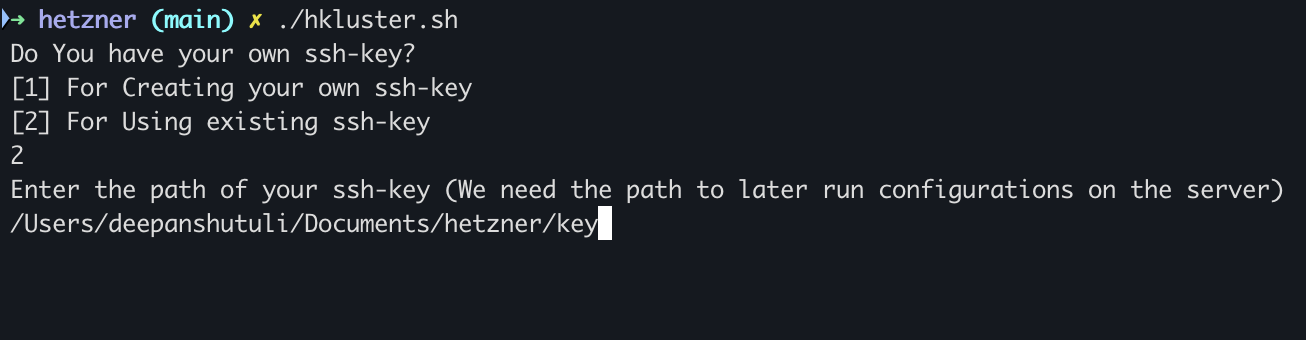 ➜ hetzner (main) ✗ ./hkluster.sh
Do You have your own ssh-key?
[1] For Creating your own ssh-key
[2] For Using existing ssh-key
2
Enter the path of your ssh-key (We need the path to later run configurations on the server)
/Users/deepanshutuli/Documents/hetzner/key